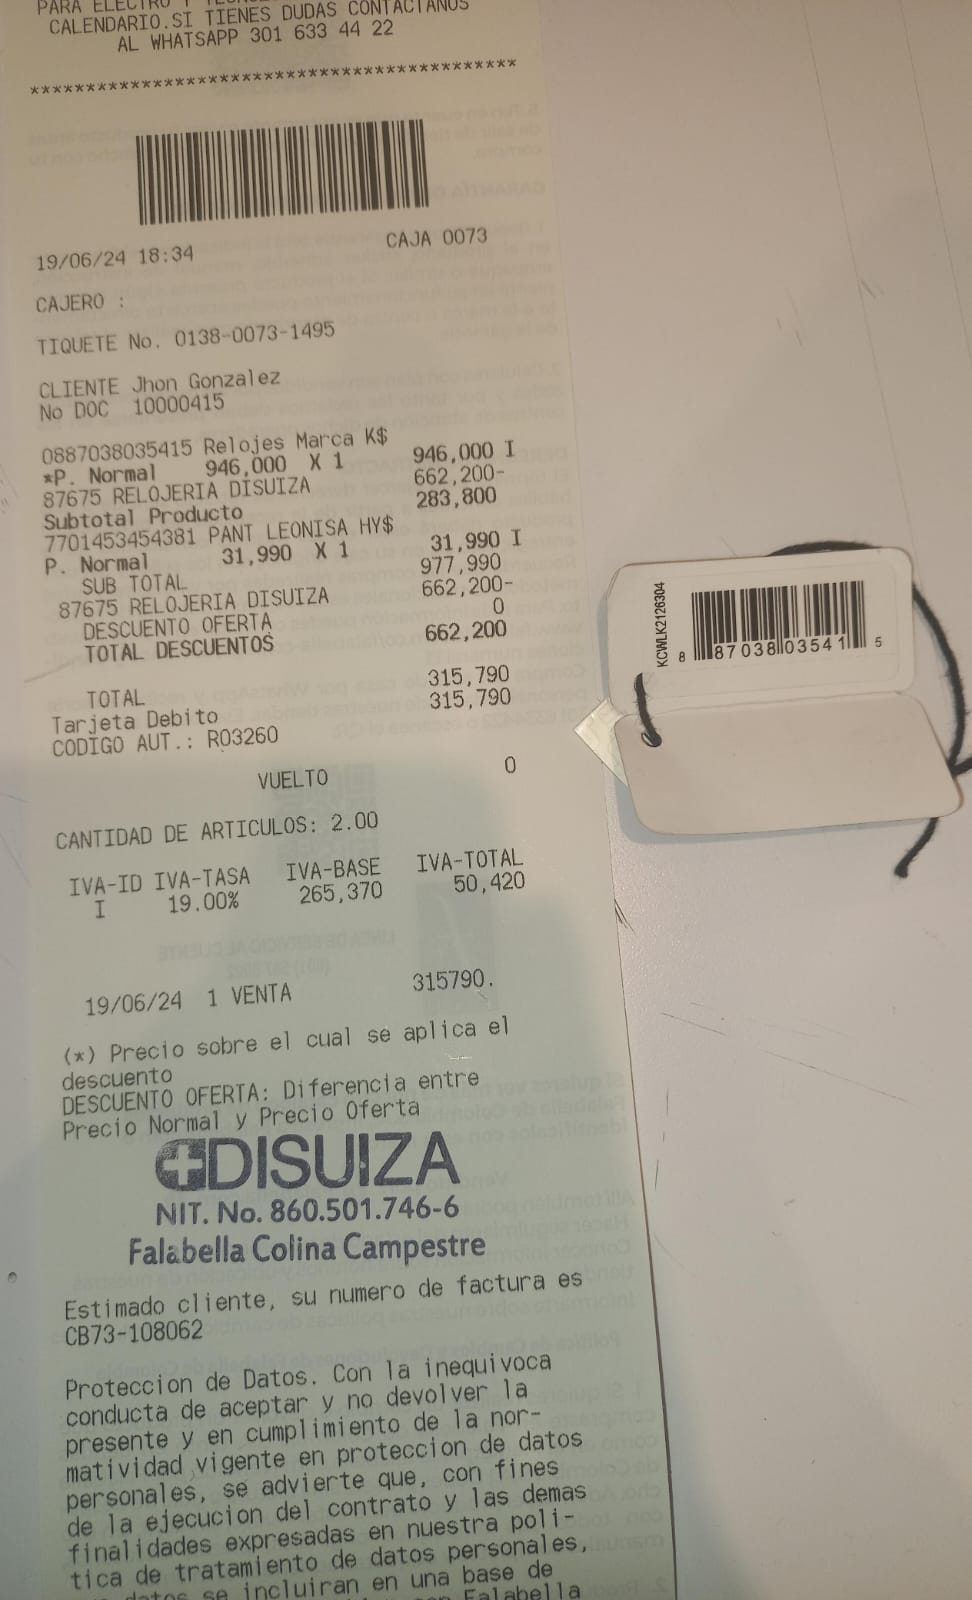 PARA ELECTRO Y
CALENDARIO.SI TIENES DUDAS CONTACTANOS
AL WHATSAPP 301 633 44 22
*******************************************
19/06/24 18:34 CAJA 0073
CAJERO :
TIQUETE No. 0138-0073-1495
CLIENTE Jhon Gonzalez
No DOC 10000415
0887038035415 Relojes Marca K$
*P. Normal 946,000 X 1 946,000 I
87675 RELOJERIA DISUIZA 662,200-
Subtotal Producto 283,800
7701453454381 PANT LEONISA HY$
P. Normal 31,990 X 1 31,990 I
SUB TOTAL 977,990
87675 RELOJERIA DISUIZA 662,200-
DESCUENTO OFERTA 0
TOTAL DESCUENTOS 662,200
TOTAL 315,790
Tarjeta Debito 315,790
CODIGO AUT.: R03260
VUELTO 0
CANTIDAD DE ARTICULOS: 2.00
IVA-ID IVA-TASA IVA-BASE IVA-TOTAL
I 19.00% 265,370 50,420
19/06/24 1 VENTA 315790.
(*) Precio sobre el cual se aplica el
descuento
DESCUENTO OFERTA: Diferencia entre
Precio Normal y Precio Oferta
DISUIZA
NIT. No. 860.501.746-6
Falabella Colina Campestre
Estimado cliente, su numero de factura es
CB73-108062
Proteccion de Datos. Con la inequivoca
conducta de aceptar y no devolver la
presente y en cumplimiento de la nor-
matividad vigente en proteccion de datos
personales, se advierte que, con fines
de la ejecucion del contrato y las demas
finalidades expresadas en nuestra poli-
tica de tratamiento de datos personales,
datos se incluiran en una base de
Falabella
KCWLK2126304
8 87038 03541 5